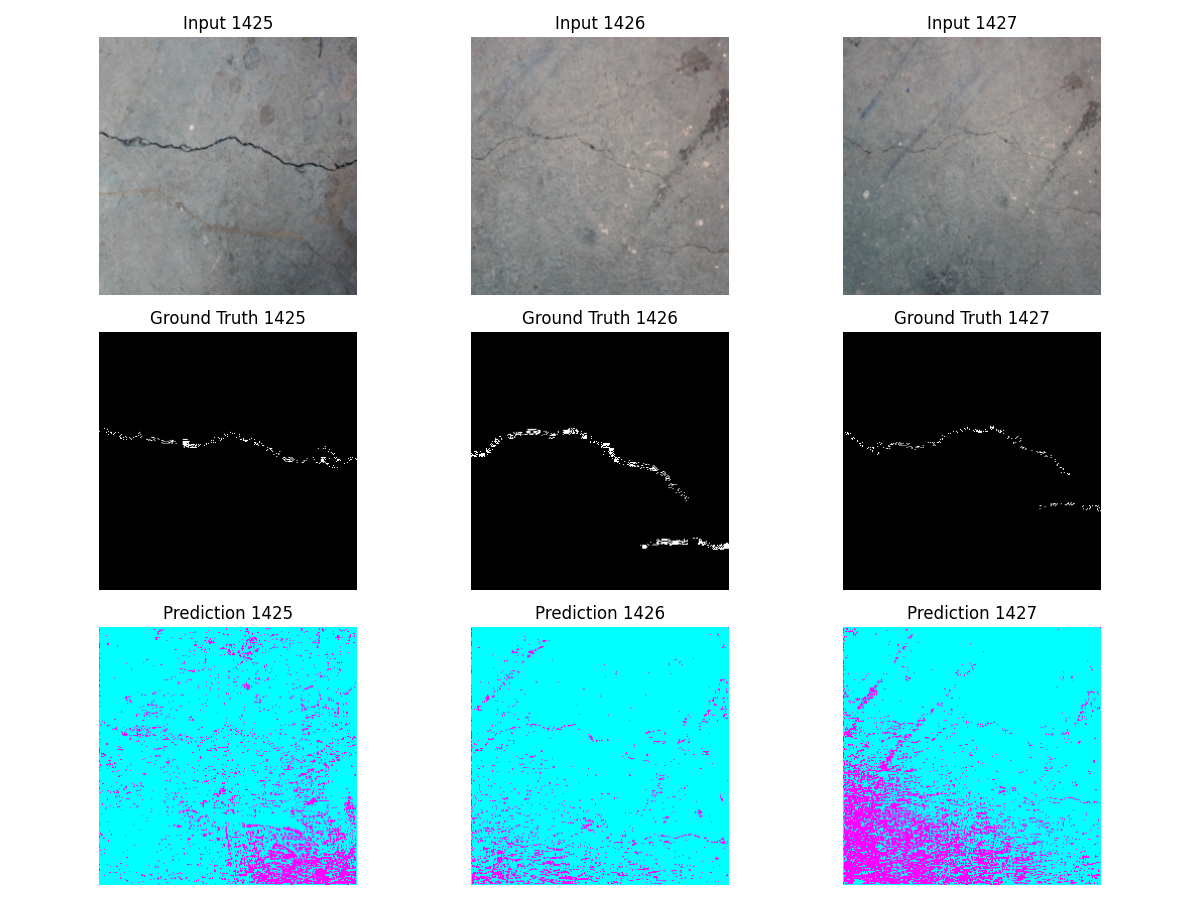 Input 1425
Input 1426
Input 1427
Ground Truth 1425
Ground Truth 1426
Ground Truth 1427
Prediction 1425
Prediction 1426
Prediction 1427